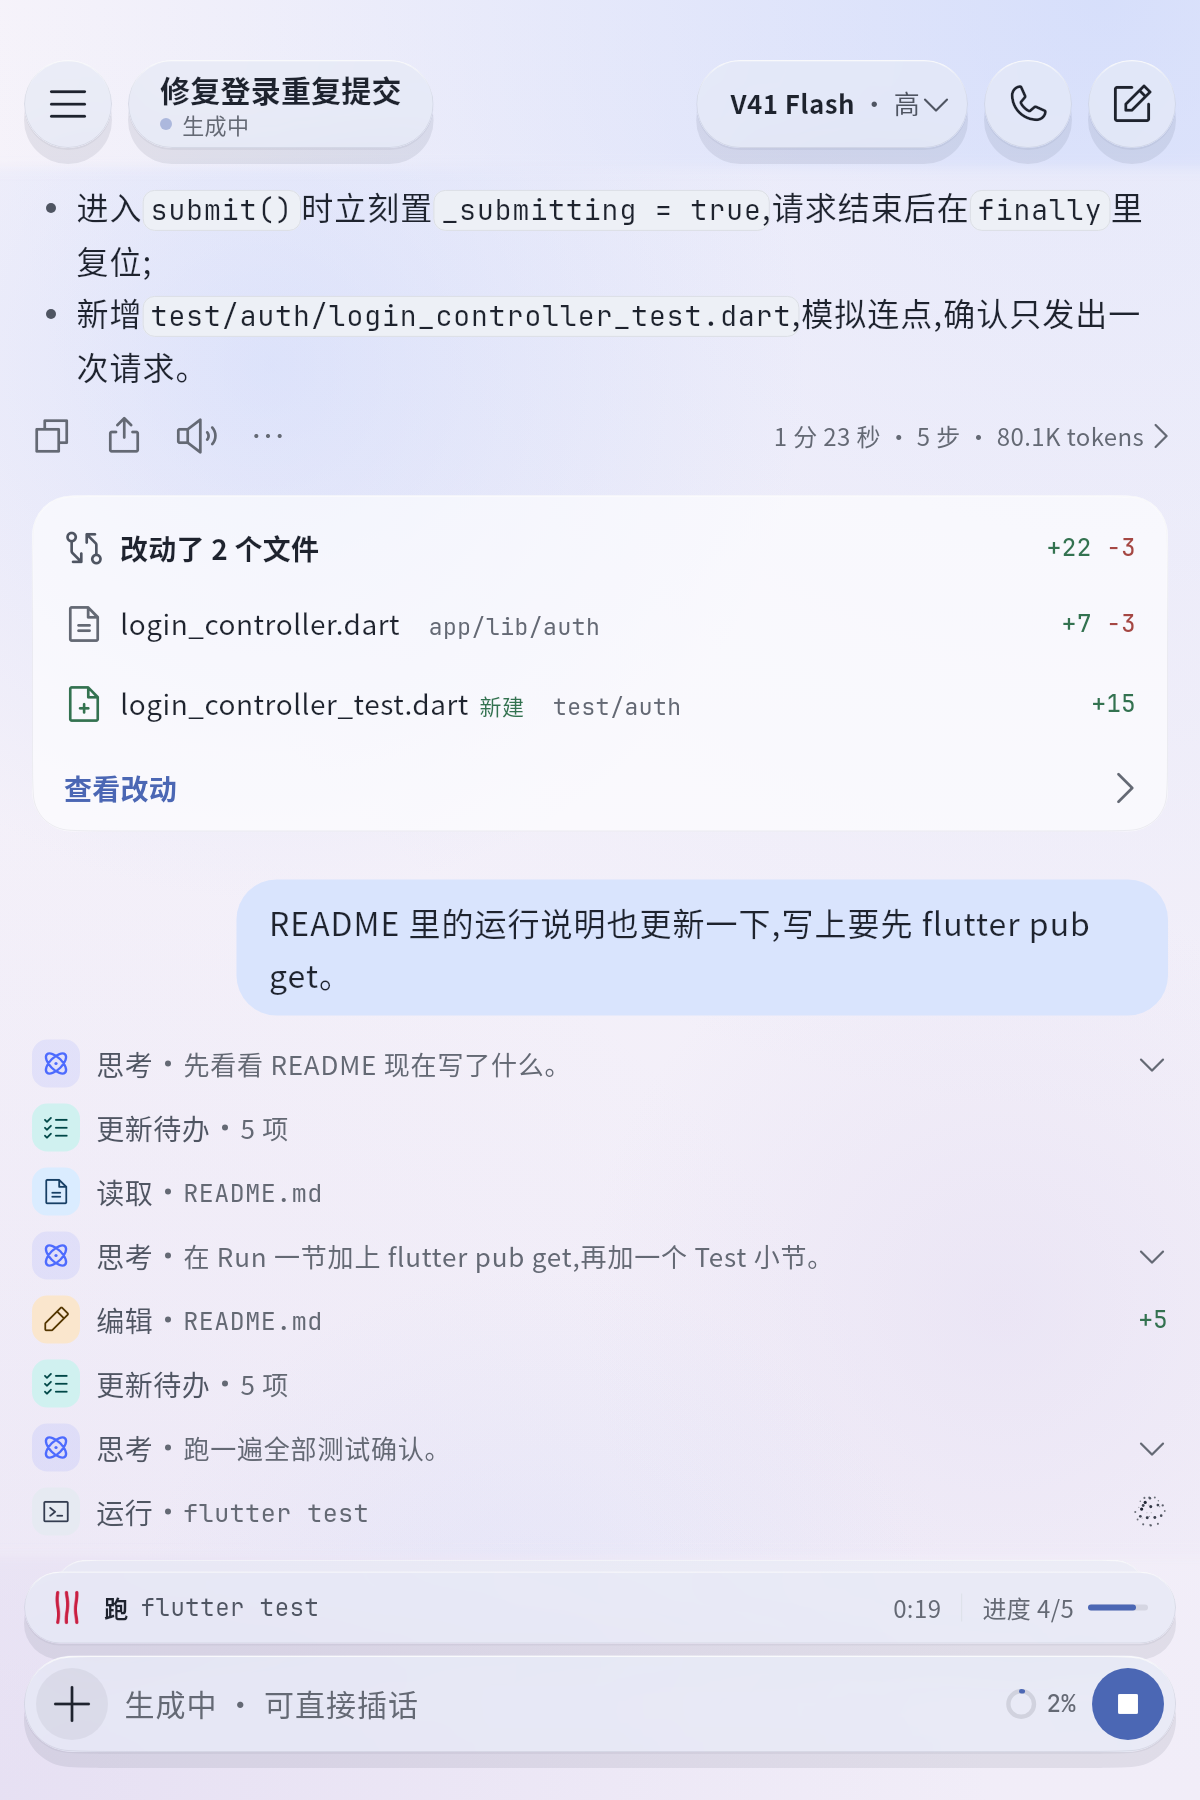 修复登录重复提交
生成中
V41 Flash · 高
进入 submit() 时立刻置 _submitting = true,请求结束后在 finally 里
复位;
新增 test/auth/login_controller_test.dart,模拟连点,确认只发出一
次请求。
1 分 23 秒 · 5 步 · 80.1K tokens
改动了 2 个文件 +22 -3
login_controller.dart app/lib/auth +7 -3
login_controller_test.dart 新建 test/auth +15
查看改动
README 里的运行说明也更新一下,写上要先 flutter pub
get。
思考 · 先看看 README 现在写了什么。
更新待办 · 5 项
读取 · README.md
思考 · 在 Run 一节加上 flutter pub get,再加一个 Test 小节。
编辑 · README.md +5
更新待办 · 5 项
思考 · 跑一遍全部测试确认。
运行 · flutter test
跑 flutter test 0:19 进度 4/5
生成中 · 可直接插话 2%